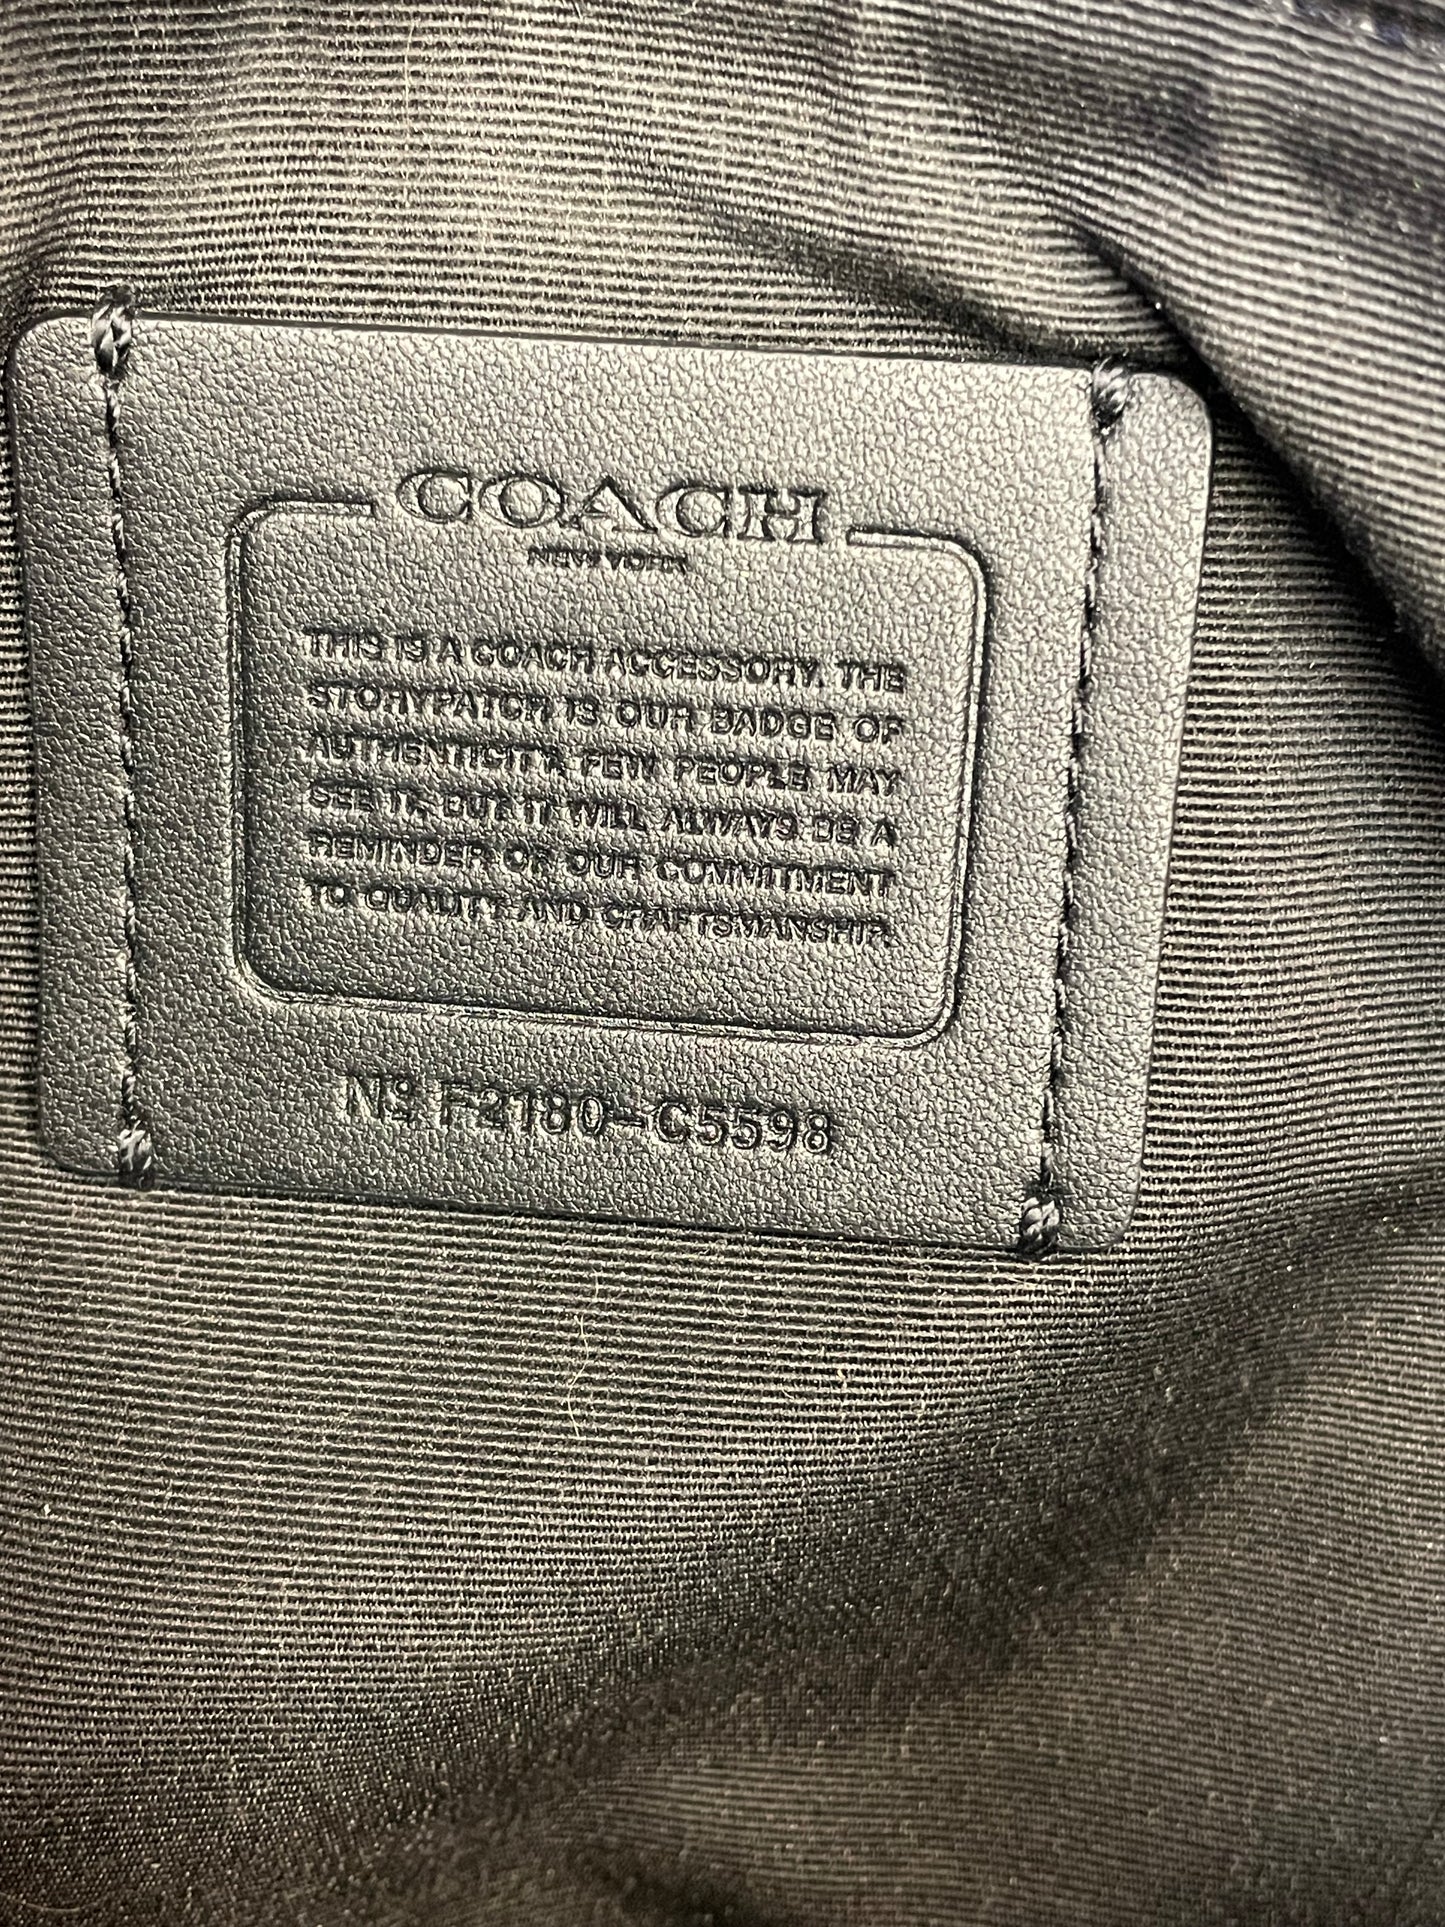 COACH
NEW YORK
THIS IS A COACH ACCESSORY. THE
STORYPATCH IS OUR BADGE OF
AUTHENTICITY. FEW PEOPLE MAY
SEE IT, BUT IT WILL ALWAYS BE A
REMINDER OF OUR COMMITMENT
TO QUALITY AND CRAFTSMANSHIP.
Nº F2180-C5598